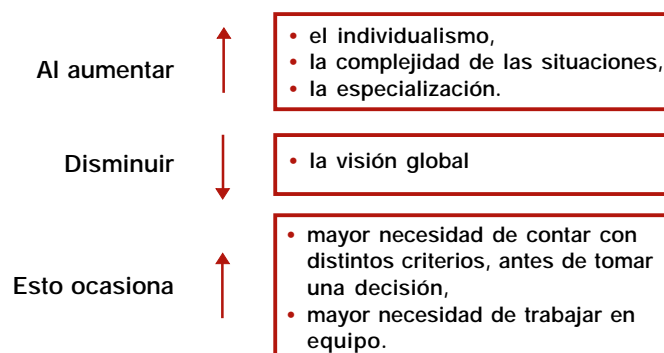 Al aumentar
• el individualismo,
• la complejidad de las situaciones,
• la especialización.
Disminuir
• la visión global
Esto ocasiona
• mayor necesidad de contar con
distintos criterios, antes de tomar
una decisión,
• mayor necesidad de trabajar en
equipo.